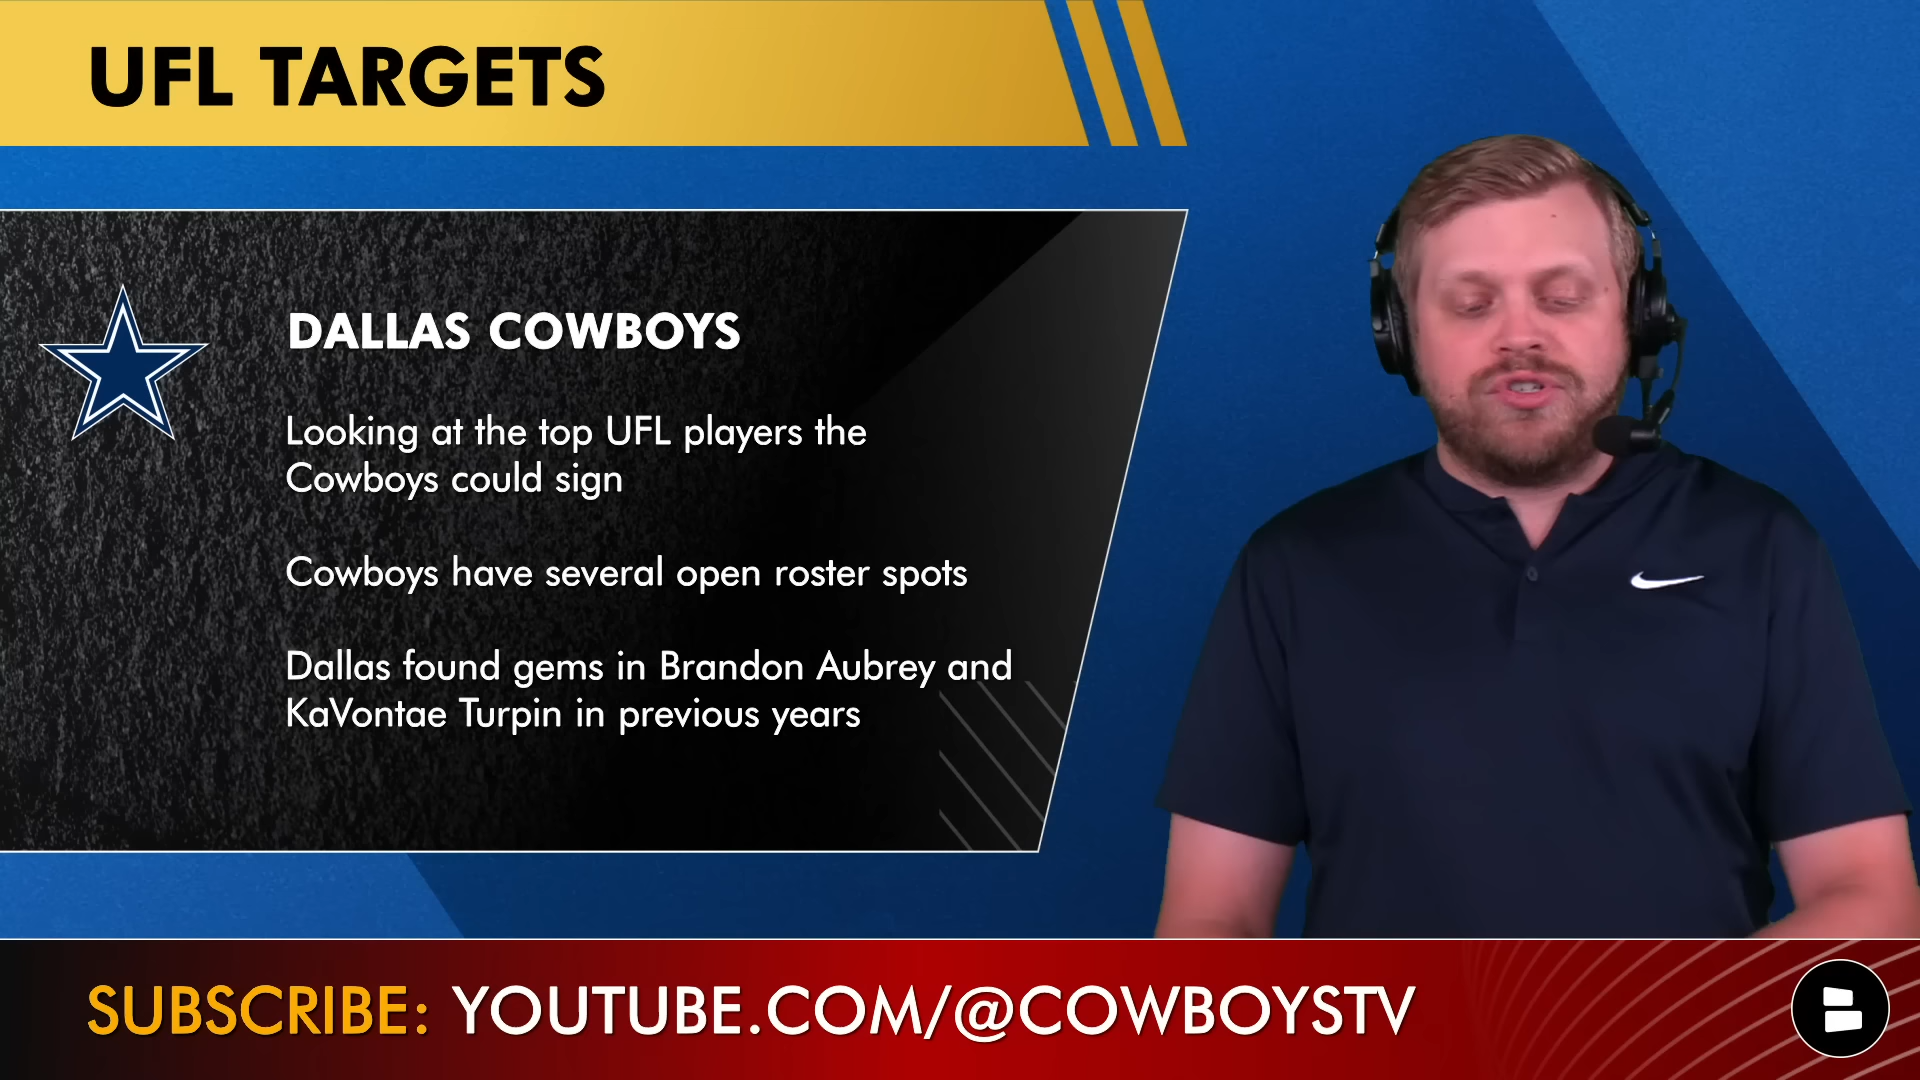 UFL TARGETS
DALLAS COWBOYS
Looking at the top UFL players the
Cowboys could sign
Cowboys have several open roster spots
Dallas found gems in Brandon Aubrey and
KaVontae Turpin in previous years
SUBSCRIBE: YOUTUBE.COM/@COWBOYSTV